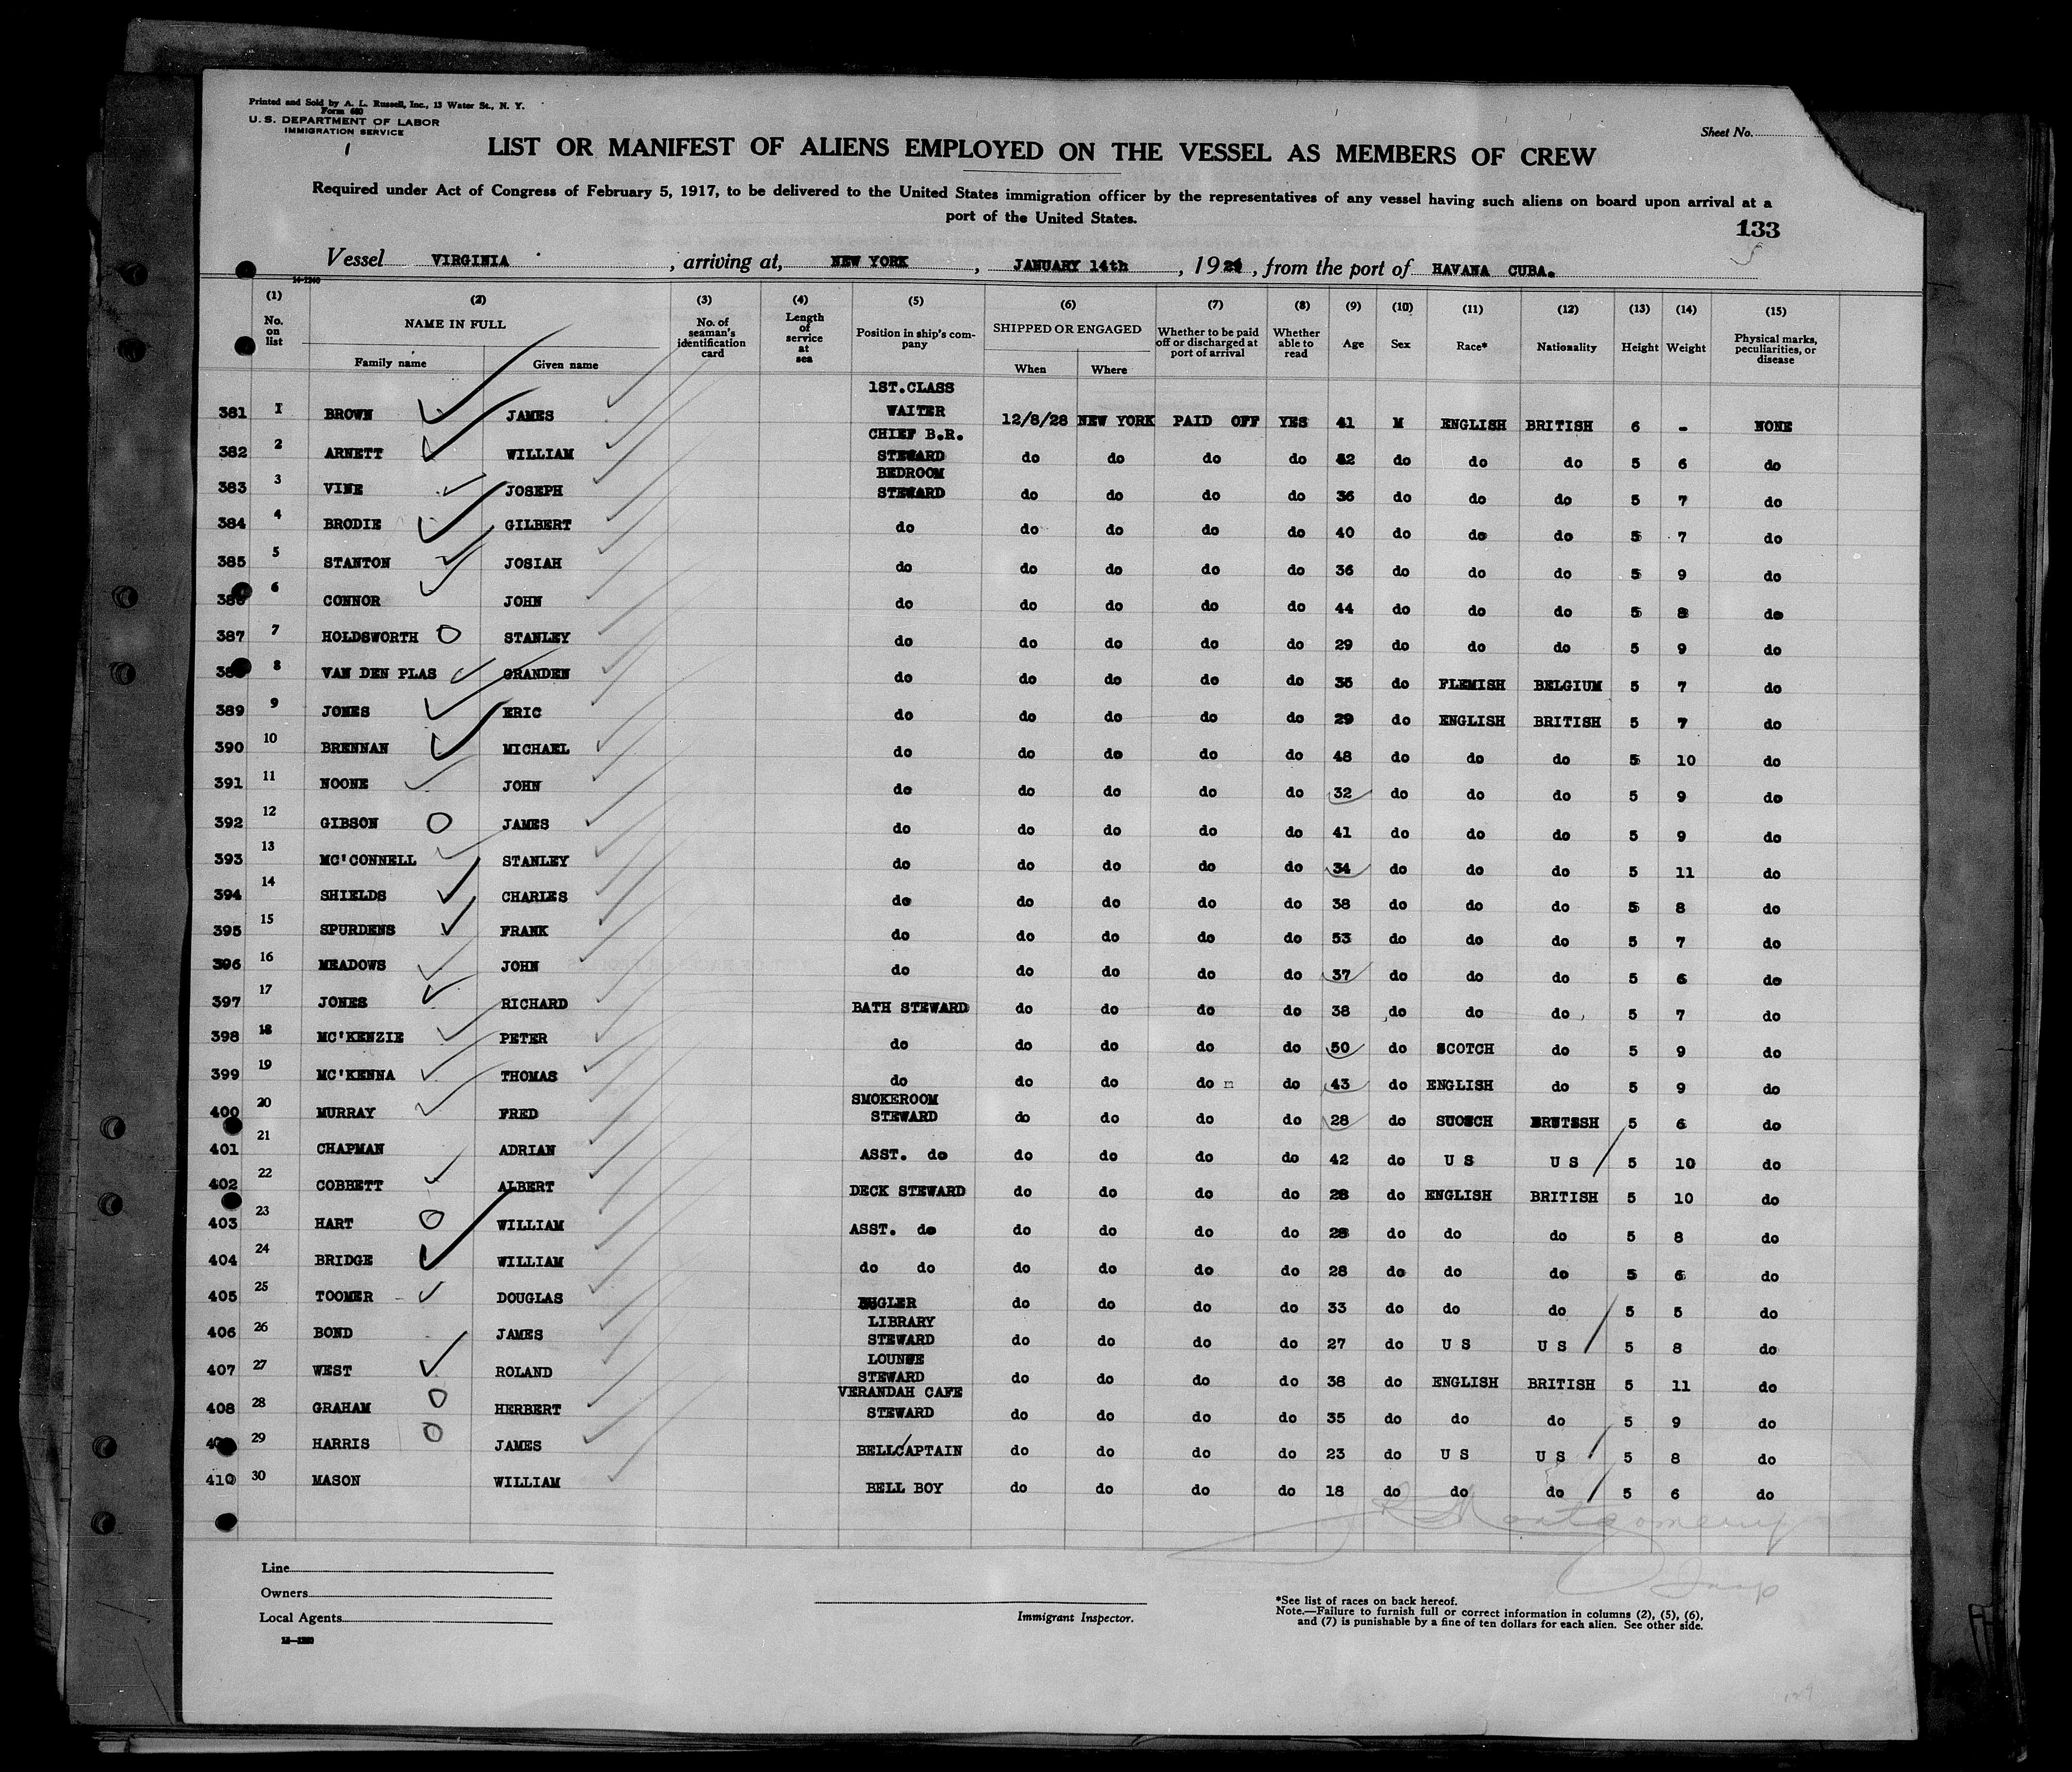 Printed and Sold by A. L. Russell, Inc., 13 Water St., N. Y.
Form 680
U. S. DEPARTMENT OF LABOR
IMMIGRATION SERVICE
Sheet No.
LIST OR MANIFEST OF ALIENS EMPLOYED ON THE VESSEL AS MEMBERS OF CREW
Required under Act of Congress of February 5, 1917, to be delivered to the United States immigration officer by the representatives of any vessel having such aliens on board upon arrival at a
port of the United States.
133
Vessel VIRGINIA , arriving at, NEW YORK , JANUARY 14th , 19 , from the port of HAVANA CUBA.
14-1240
(1) (2) (3) (4) (5) (6) (7) (8) (9) (10) (11) (12) (13) (14) (15)
No. on list NAME IN FULL No. of seaman's identification card Length of service at sea Position in ship's company SHIPPED OR ENGAGED Whether to be paid off or discharged at port of arrival Whether able to read Age Sex Race* Nationality Height Weight Physical marks, peculiarities, or disease
Family name Given name When Where
1ST.CLASS
381 1 BROWN JAMES WAITER 12/8/28 NEW YORK PAID OFF YES 41 M ENGLISH BRITISH 6 - NONE
CHIEF B.R.
382 2 ARNETT WILLIAM STEWARD do do do do 42 do do do 5 6 do
BEDROOM
383 3 VINE JOSEPH STEWARD do do do do 36 do do do 5 7 do
384 4 BRODIE GILBERT do do do do do 40 do do do 5 7 do
385 5 STANTON JOSIAH do do do do do 36 do do do 5 9 do
386 6 CONNOR JOHN do do do do do 44 do do do 5 8 do
387 7 HOLDSWORTH STANLEY do do do do do 29 do do do 5 9 do
388 8 VAN DEN PLAS GRANDEN do do do do do 35 do FLEMISH BELGIUM 5 7 do
389 9 JONES ERIC do do do do do 29 do ENGLISH BRITISH 5 7 do
390 10 BRENNAN MICHAEL do do do do do 48 do do do 5 10 do
391 11 NOONE JOHN do do do do do 32 do do do 5 9 do
392 12 GIBSON JAMES do do do do do 41 do do do 5 9 do
393 13 MC'CONNELL STANLEY do do do do do 34 do do do 5 11 do
394 14 SHIELDS CHARLES do do do do do 38 do do do 5 8 do
395 15 SPURDENS FRANK do do do do do 53 do do do 5 7 do
396 16 MEADOWS JOHN do do do do do 37 do do do 5 6 do
397 17 JONES RICHARD BATH STEWARD do do do do 38 do do do 5 7 do
398 18 MC'KENZIE PETER do do do do do 50 do SCOTCH do 5 9 do
399 19 MC'KENNA THOMAS do do do do do 43 do ENGLISH do 5 9 do
SMOKEROOM
400 20 MURRAY FRED STEWARD do do do do 28 do SCOTCH BRITISH 5 6 do
401 21 CHAPMAN ADRIAN ASST. do do do do do 42 do U S U S 5 10 do
402 22 COBBETT ALBERT DECK STEWARD do do do do 28 do ENGLISH BRITISH 5 10 do
403 23 HART WILLIAM ASST. do do do do do 28 do do do 5 8 do
404 24 BRIDGE WILLIAM do do do do do do 28 do do do 5 6 do
405 25 TOOMER DOUGLAS BUGLER do do do do 33 do do do 5 5 do
LIBRARY
406 26 BOND JAMES STEWARD do do do do 27 do U S U S 5 8 do
LOUNGE
407 27 WEST ROLAND STEWARD do do do do 38 do ENGLISH BRITISH 5 11 do
VERANDAH CAFE
408 28 GRAHAM HERBERT STEWARD do do do do 35 do do do 5 9 do
409 29 HARRIS JAMES BELLCAPTAIN do do do do 23 do U S U S 5 8 do
410 30 MASON WILLIAM BELL BOY do do do do 18 do do do 5 6 do
R Montgomery
Insp
Line
Owners
Local Agents
Immigrant Inspector.
*See list of races on back hereof.
Note.—Failure to furnish full or correct information in columns (2), (5), (6),
and (7) is punishable by a fine of ten dollars for each alien. See other side.